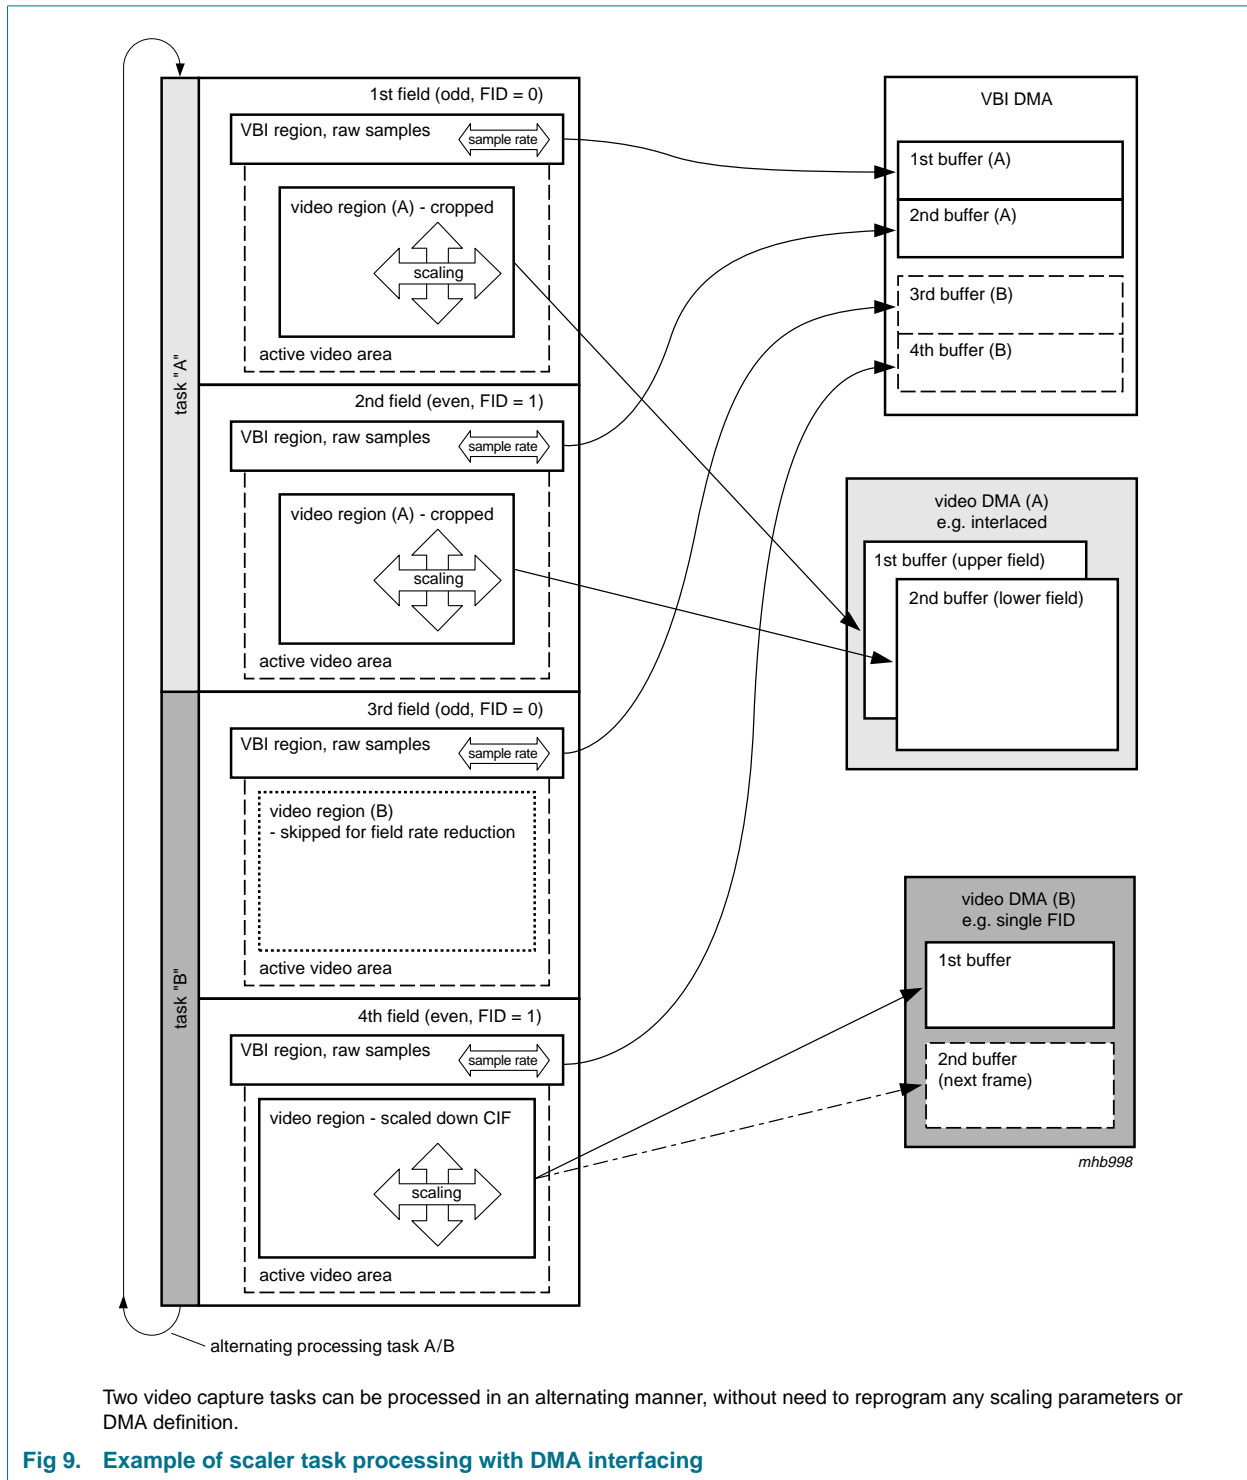 task "A"
1st field (odd, FID = 0)
VBI region, raw samples
sample rate
video region (A) - cropped
scaling
active video area
2nd field (even, FID = 1)
VBI region, raw samples
sample rate
video region (A) - cropped
scaling
active video area
task "B"
3rd field (odd, FID = 0)
VBI region, raw samples
sample rate
video region (B)
- skipped for field rate reduction
active video area
4th field (even, FID = 1)
VBI region, raw samples
sample rate
video region - scaled down CIF
scaling
active video area
alternating processing task A/B
VBI DMA
1st buffer (A)
2nd buffer (A)
3rd buffer (B)
4th buffer (B)
video DMA (A)
e.g. interlaced
1st buffer (upper field)
2nd buffer (lower field)
video DMA (B)
e.g. single FID
1st buffer
2nd buffer
(next frame)
mhb998
Two video capture tasks can be processed in an alternating manner, without need to reprogram any scaling parameters or
DMA definition.
Fig 9. Example of scaler task processing with DMA interfacing